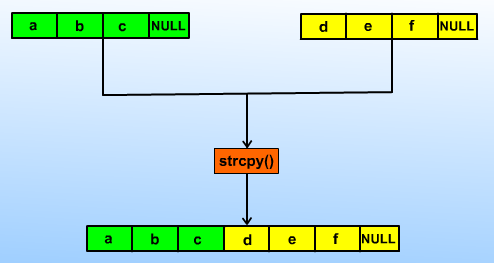 a b c NULL d e f NULL
strcpy()
a b c d e f NULL